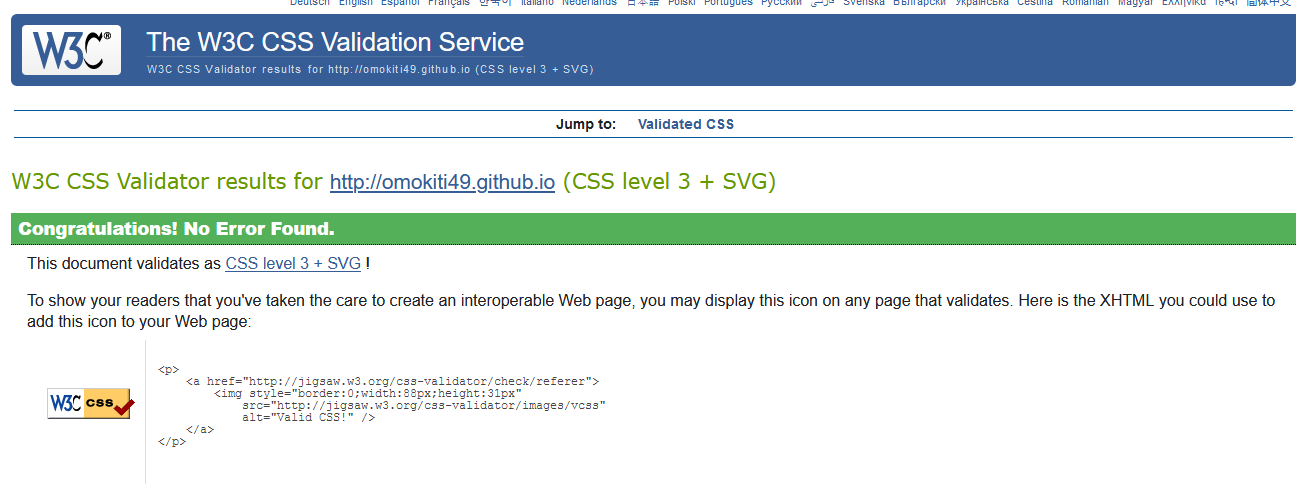 Deutsch English Español Français 한국어 Italiano Nederlands 日本語 Polski Português Русский فارسی Svenska Български Українська Čeština Romanian Magyar Ελληνικά हिन्दी 简体中文
W3C®
The W3C CSS Validation Service
W3C CSS Validator results for http://omokiti49.github.io (CSS level 3 + SVG)
Jump to: Validated CSS
W3C CSS Validator results for http://omokiti49.github.io (CSS level 3 + SVG)
Congratulations! No Error Found.
This document validates as CSS level 3 + SVG !
To show your readers that you've taken the care to create an interoperable Web page, you may display this icon on any page that validates. Here is the XHTML you could use to
add this icon to your Web page:
W3C css
<p>
<a href="http://jigsaw.w3.org/css-validator/check/referer">
<img style="border:0;width:88px;height:31px"
src="http://jigsaw.w3.org/css-validator/images/vcss"
alt="Valid CSS!" />
</a>
</p>